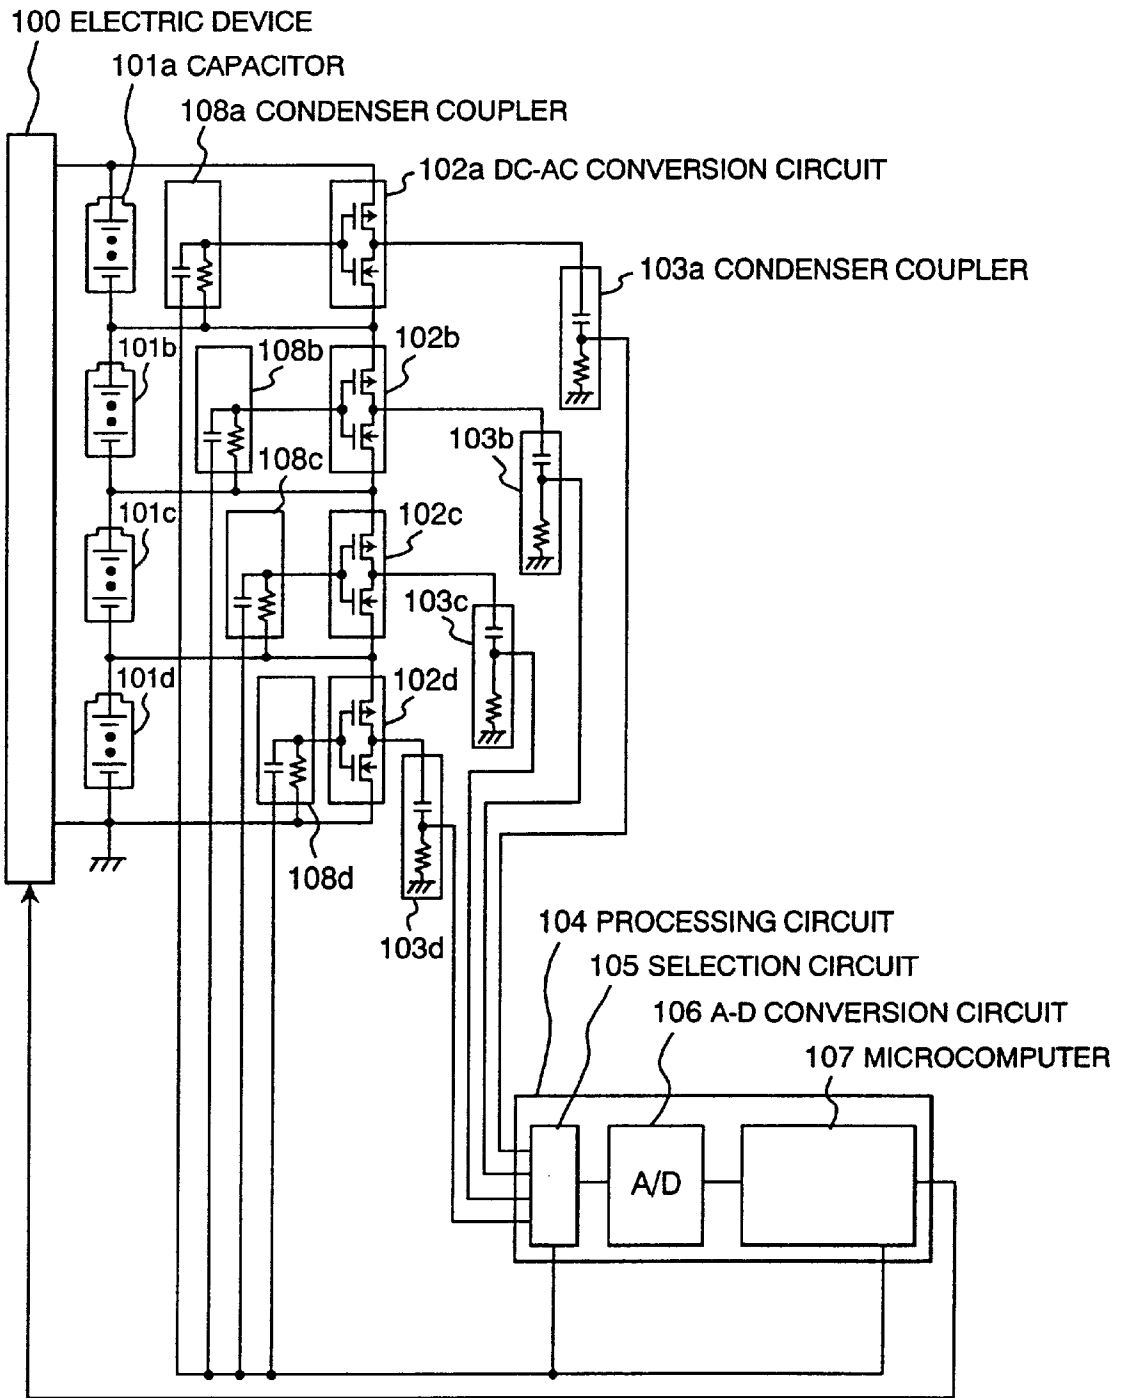 100 ELECTRIC DEVICE
101a CAPACITOR
108a CONDENSER COUPLER
102a DC-AC CONVERSION CIRCUIT
103a CONDENSER COUPLER
101b
108b
102b
103b
108c
101c
102c
103c
101d
102d
108d
103d
104 PROCESSING CIRCUIT
105 SELECTION CIRCUIT
106 A-D CONVERSION CIRCUIT
107 MICROCOMPUTER
A/D